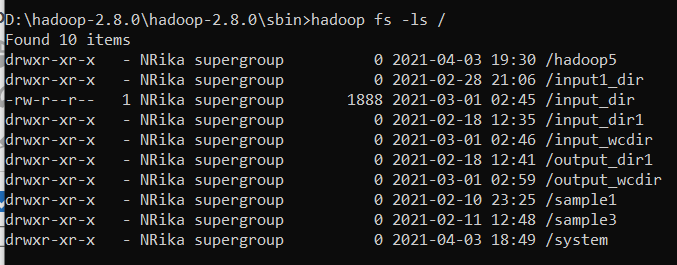 D:\hadoop-2.8.0\hadoop-2.8.0\sbin>hadoop fs -ls /
Found 10 items
drwxr-xr-x   - NRika supergroup          0 2021-04-03 19:30 /hadoop5
drwxr-xr-x   - NRika supergroup          0 2021-02-28 21:06 /input1_dir
-rw-r--r--   1 NRika supergroup       1888 2021-03-01 02:45 /input_dir
drwxr-xr-x   - NRika supergroup          0 2021-02-18 12:35 /input_dir1
drwxr-xr-x   - NRika supergroup          0 2021-03-01 02:46 /input_wcdir
drwxr-xr-x   - NRika supergroup          0 2021-02-18 12:41 /output_dir1
drwxr-xr-x   - NRika supergroup          0 2021-03-01 02:59 /output_wcdir
drwxr-xr-x   - NRika supergroup          0 2021-02-10 23:25 /sample1
drwxr-xr-x   - NRika supergroup          0 2021-02-11 12:48 /sample3
drwxr-xr-x   - NRika supergroup          0 2021-04-03 18:49 /system